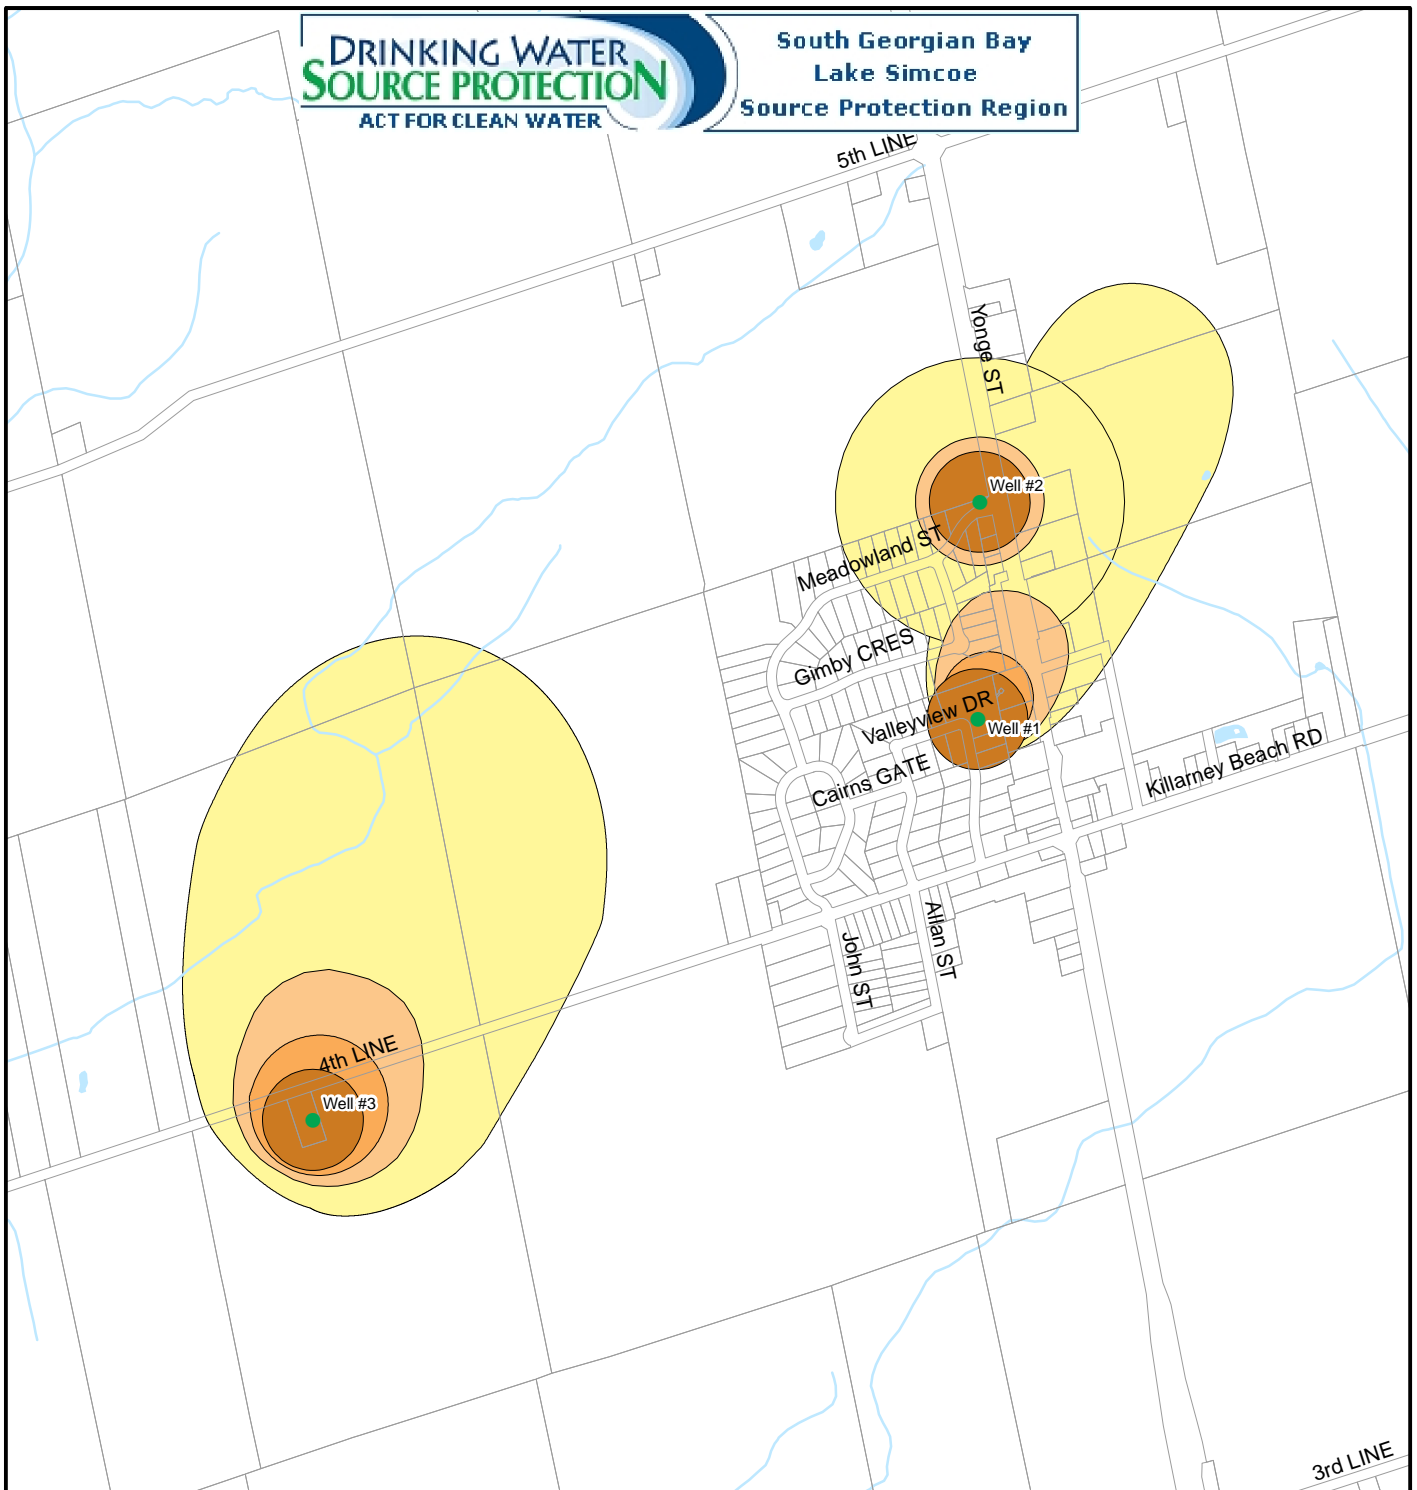 DRINKING WATER
SOURCE PROTECTION
ACT FOR CLEAN WATER
South Georgian Bay
Lake Simcoe
Source Protection Region
5th LINE
Yonge ST
Well #2
Meadowland ST
Gimby CRES
Valleyview DR
Well #1
Cairns GATE
Killarney Beach RD
Allan ST
John ST
4th LINE
Well #3
3rd LINE